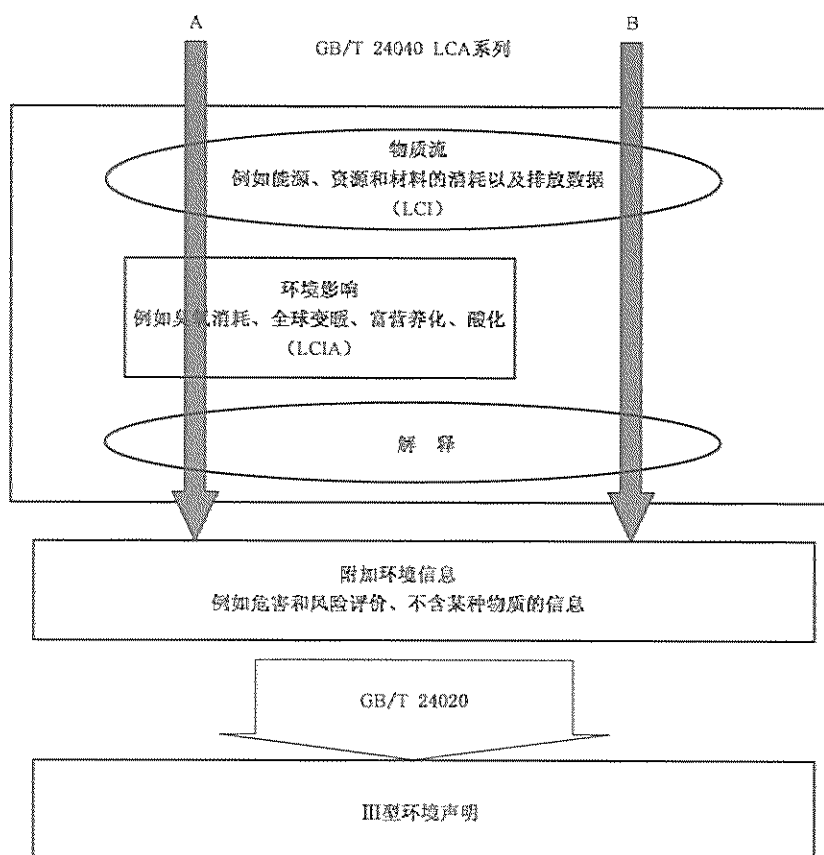 A
B
GB/T 24040 LCA系列
物质流
例如能源、资源和材料的消耗以及排放数据
(LCI)
环境影响
例如臭氧消耗、全球变暖、富营养化、酸化
(LCIA)
解 释
附加环境信息
例如危害和风险评价、不含某种物质的信息
GB/T 24020
III型环境声明